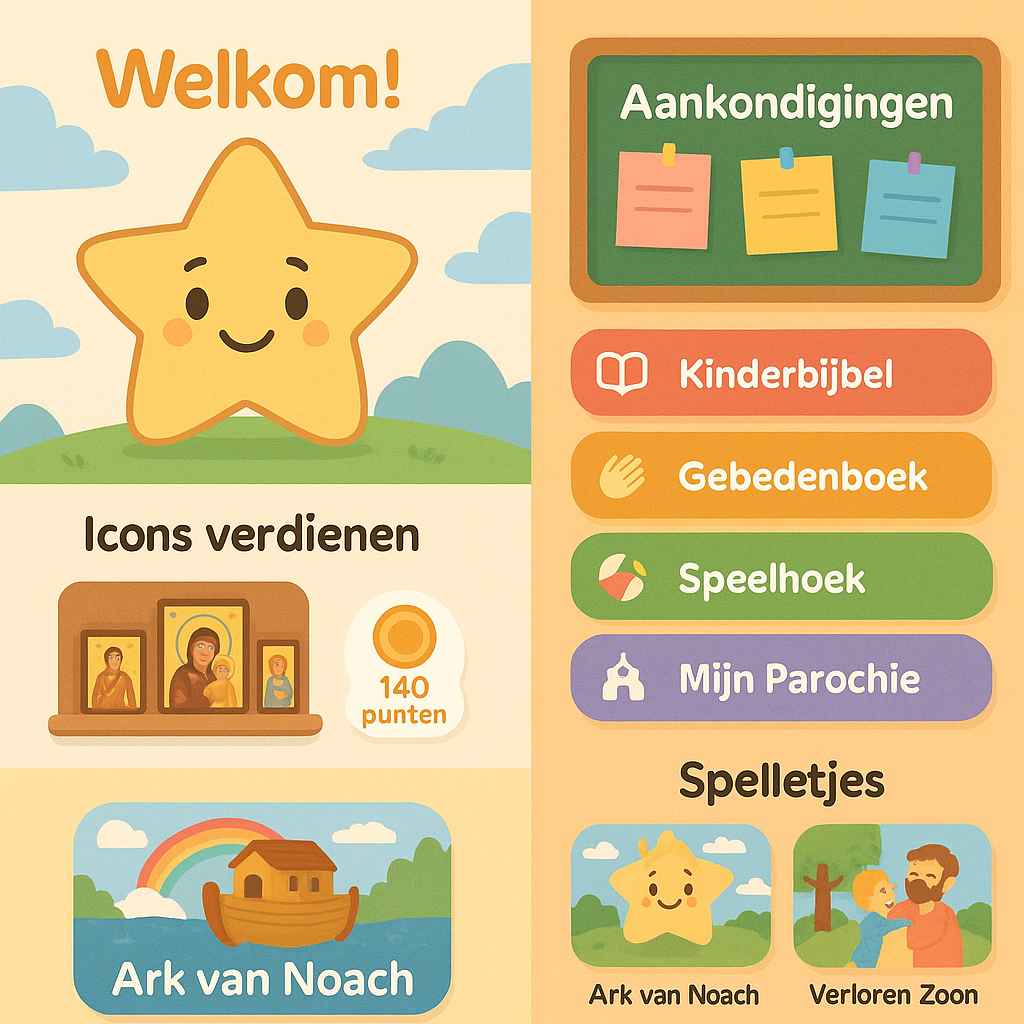 Welkom!
Icons verdienen
140
punten
Ark van Noach
Aankondigingen
Kinderbijbel
Gebedenboek
Speelhoek
Mijn Parochie
Spelletjes
Ark van Noach
Verloren Zoon